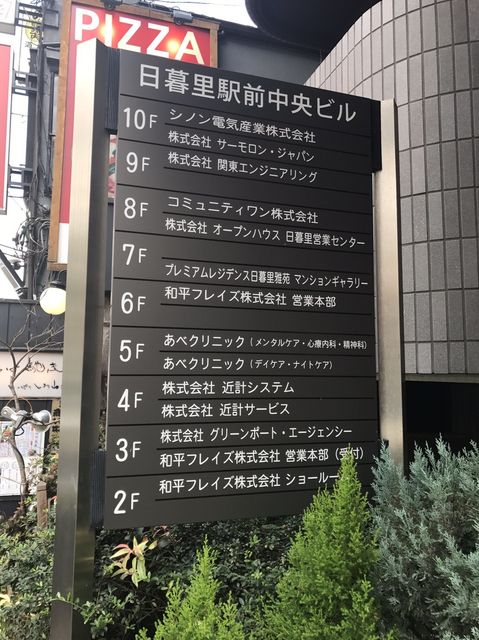 PIZZA
日暮里駅前中央ビル
10F シノン電気産業株式会社
株式会社 サーモロン・ジャパン
9F 株式会社 関東エンジニアリング
8F コミュニティワン株式会社
株式会社 オープンハウス 日暮里営業センター
7F
プレミアムレジデンス日暮里雅苑 マンションギャラリー
6F 和平フレイズ株式会社 営業本部
5F あべクリニック（メンタルケア・心療内科・精神科）
あべクリニック（デイケア・ナイトケア）
4F 株式会社 近計システム
株式会社 近計サービス
3F 株式会社 グリーンポート・エージェンシー
和平フレイズ株式会社 営業本部（受付）
2F 和平フレイズ株式会社 ショールー